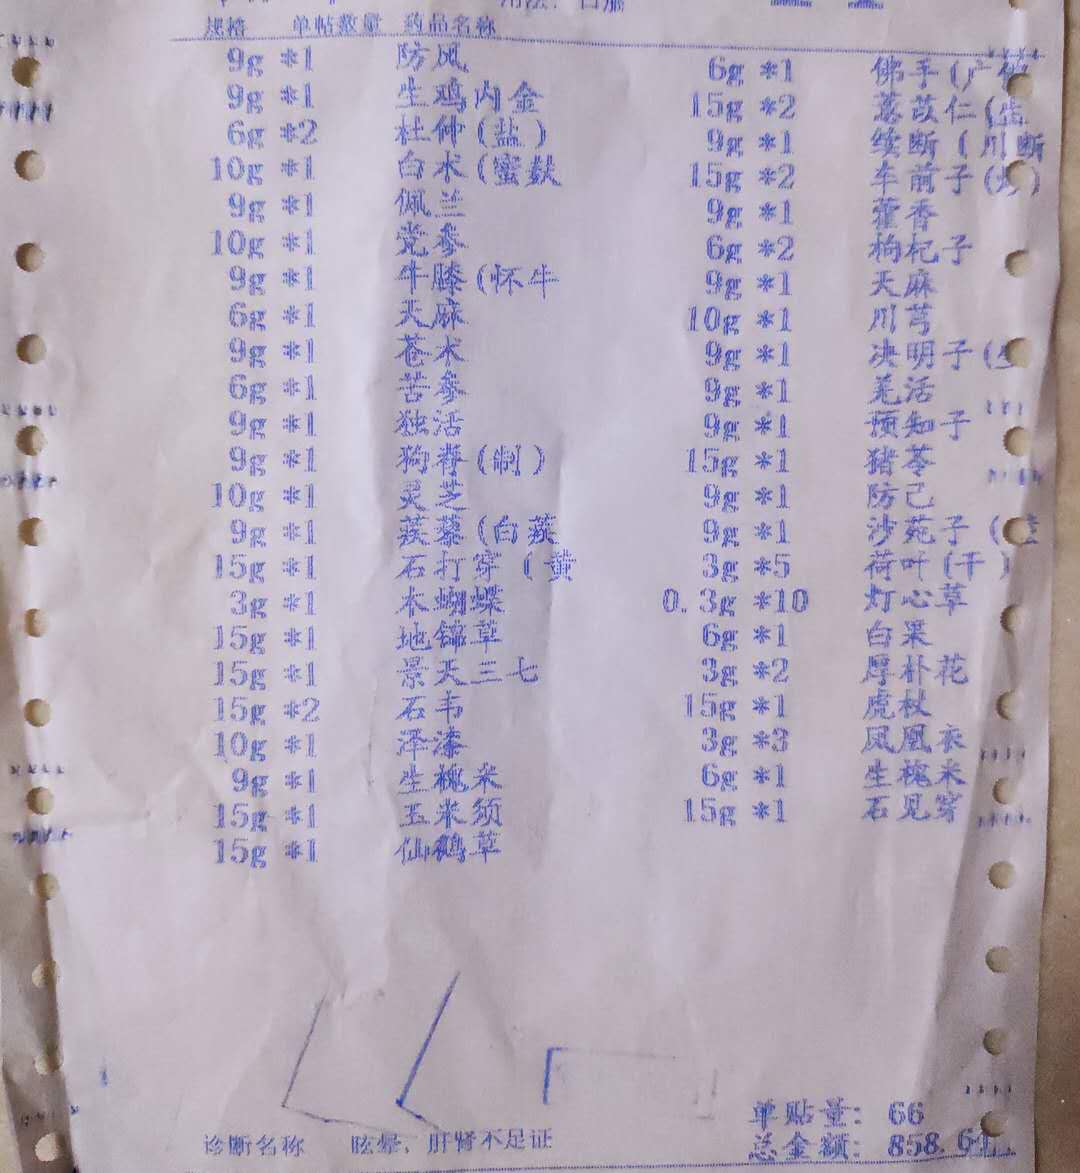 用法：口服
规格 单帖数量 药品名称
9g *1 防风 6g *1 佛手(广佛
9g *1 生鸡内金 15g *2 薏苡仁(生
6g *2 杜仲(盐) 9g *1 续断(川断
10g *1 白术(蜜麸 15g *2 车前子(炒)
9g *1 佩兰 9g *1 藿香
10g *1 党参 6g *2 枸杞子
9g *1 牛膝(怀牛 9g *1 天麻
6g *1 天麻 10g *1 川芎
9g *1 苍术 9g *1 决明子(生
6g *1 苦参 9g *1 羌活
9g *1 独活 9g *1 预知子
9g *1 狗脊(制) 15g *1 猪苓
10g *1 灵芝 9g *1 防己
9g *1 蒺藜(白蒺 9g *1 沙苑子(
15g *1 石打穿(黄 3g *5 荷叶(干)
3g *1 木蝴蝶 0.3g *10 灯心草
15g *1 地锦草 6g *1 白果
15g *1 景天三七 3g *2 厚朴花
15g *2 石韦 15g *1 虎杖
10g *1 泽漆 3g *3 凤凰衣
9g *1 生槐米 6g *1 生槐米
15g *1 玉米须 15g *1 石见穿
15g *1 仙鹤草
单贴量：66
诊断名称 眩晕，肝肾不足证 总金额：858.64